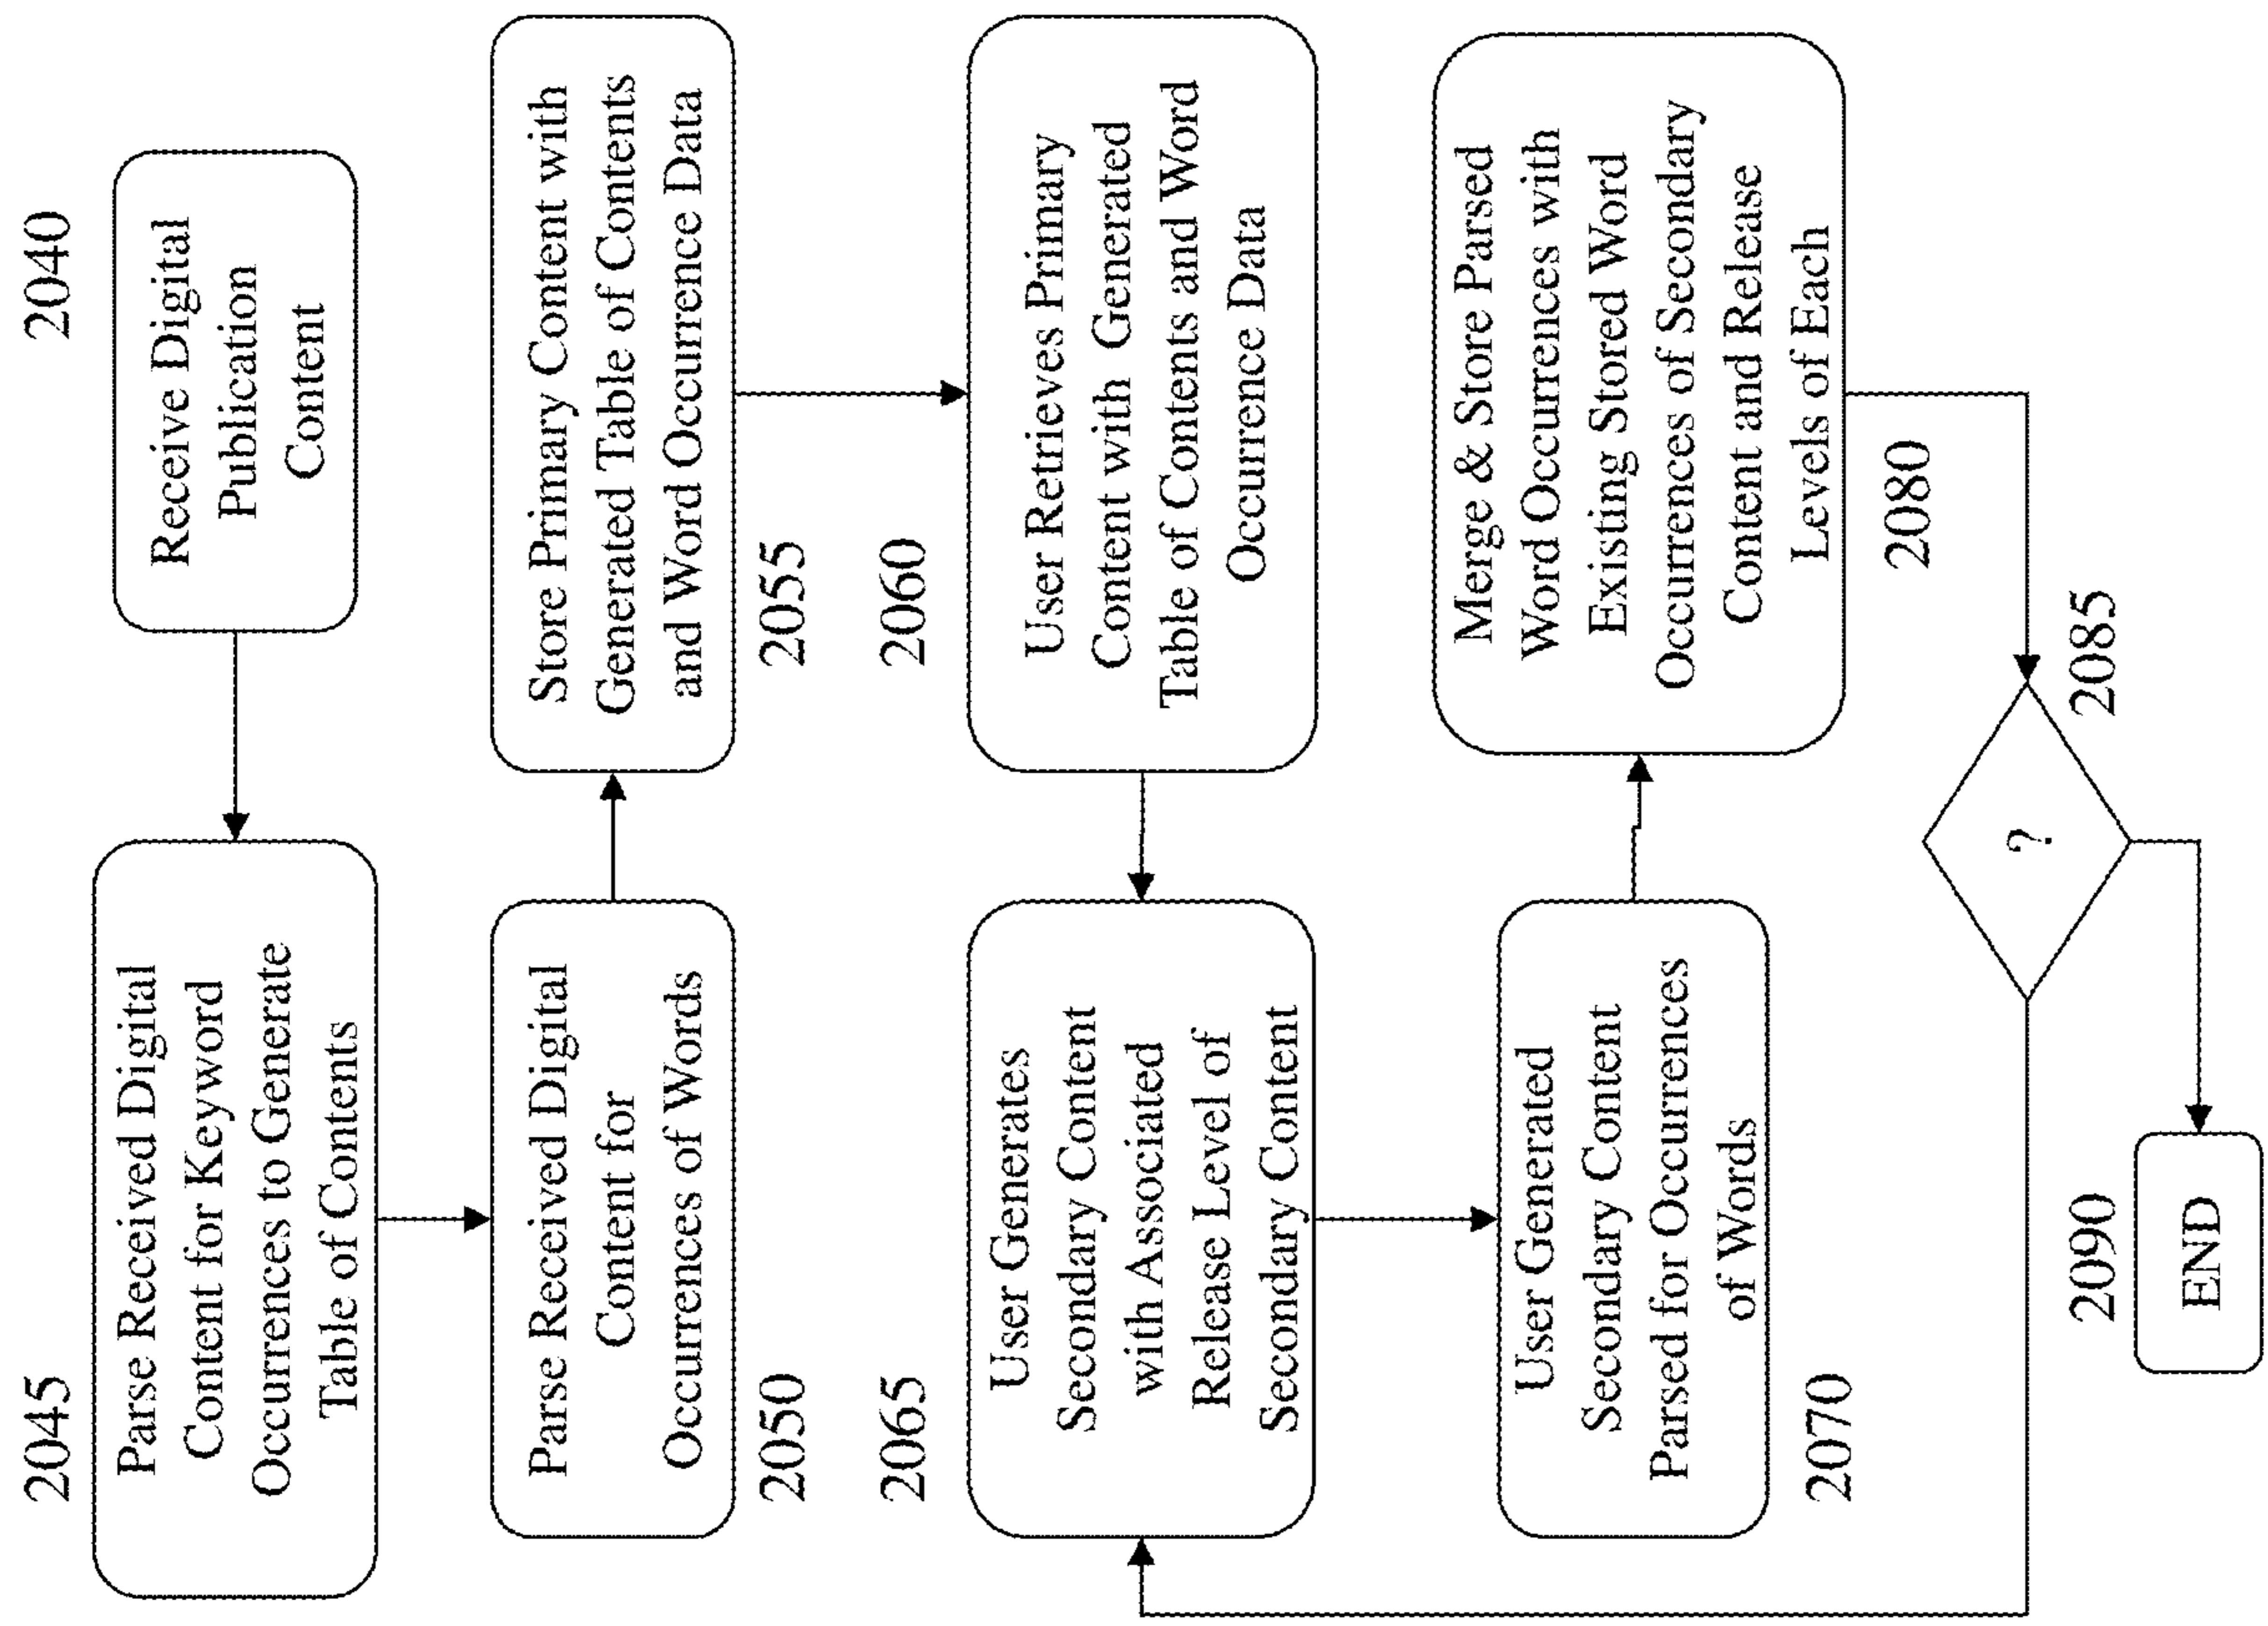 2040
Receive Digital
Publication
Content
2045
Parse Received Digital
Content for Keyword
Occurrences to Generate
Table of Contents
Parse Received Digital
Content for
Occurrences of Words
2050
Store Primary Content with
Generated Table of Contents
and Word Occurrence Data
2055
2060
User Retrieves Primary
Content with Generated
Table of Contents and Word
Occurrence Data
2065
User Generates
Secondary Content
with Associated
Release Level of
Secondary Content
User Generated
Secondary Content
Parsed for Occurrences
of Words
2070
Merge & Store Parsed
Word Occurrences with
Existing Stored Word
Occurrences of Secondary
Content and Release
Levels of Each
2080
?
2085
2090
END